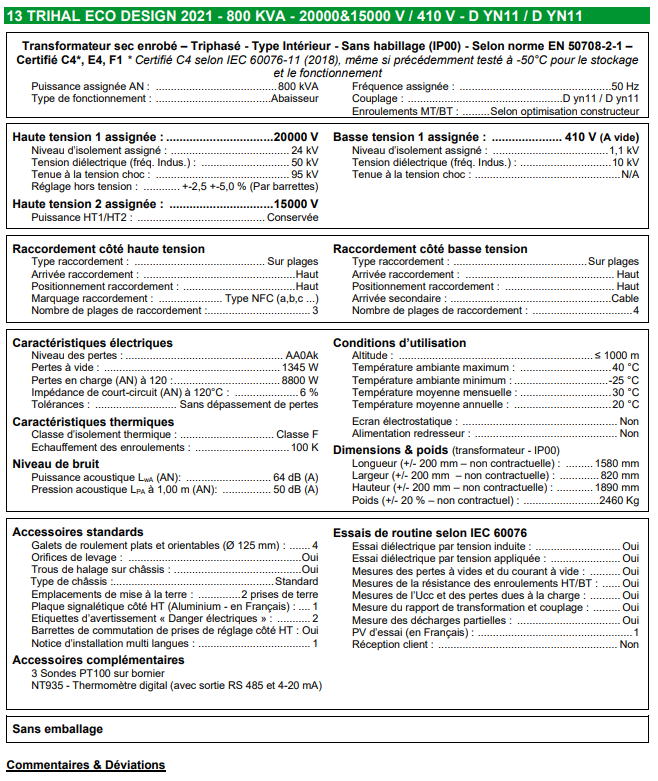 13 TRIHAL ECO DESIGN 2021 - 800 KVA - 20000&15000 V / 410 V - D YN11 / D YN11
Transformateur sec enrobé – Triphasé - Type Intérieur - Sans habillage (IP00) - Selon norme EN 50708-2-1 –
Certifié C4*, E4, F1 * Certifié C4 selon IEC 60076-11 (2018), même si précédemment testé à -50°C pour le stockage
et le fonctionnement
Puissance assignée AN : ........................................ 800 kVA
Type de fonctionnement : ................................... Abaisseur
Fréquence assignée : .................................................. 50 Hz
Couplage : ........................................... D yn11 / D yn11
Enroulements MT/BT : ......... Selon optimisation constructeur
Haute tension 1 assignée : ........................... 20000 V
Niveau d'isolement assigné : ................................... 24 kV
Tension diélectrique (fréq. Indus.) : .......................... 50 kV
Tenue à la tension choc : ......................................... 95 kV
Réglage hors tension : ............ +-2,5 +-5,0 % (Par barrettes)
Haute tension 2 assignée : ........................... 15000 V
Puissance HT1/HT2 : ...................................... Conservée
Basse tension 1 assignée : .................. 410 V (A vide)
Niveau d'isolement assigné : ...................................... 1,1 kV
Tension diélectrique (fréq. Indus.) : ............................. 10 kV
Tenue à la tension choc : .............................................. N/A
Raccordement côté haute tension
Type raccordement : ....................................... Sur plages
Arrivée raccordement : ............................................. Haut
Positionnement raccordement : ................................ Haut
Marquage raccordement : ................ Type NFC (a,b,c ...)
Nombre de plages de raccordement :............................ 3
Raccordement côté basse tension
Type raccordement : .......................................... Sur plages
Arrivée raccordement : ................................................ Haut
Positionnement raccordement : ................................... Haut
Arrivée secondaire : ................................................... Cable
Nombre de plages de raccordement : .............................. 4
Caractéristiques électriques
Niveau des pertes : ............................................... AA0Ak
Pertes à vide : ...................................................... 1345 W
Pertes en charge (AN) à 120 : ............................... 8800 W
Impédance de court-circuit (AN) à 120°C : .................. 6 %
Tolérances : ...................... Sans dépassement de pertes
Caractéristiques thermiques
Classe d'isolement thermique : .......................... Classe F
Echauffement des enroulements : ........................... 100 K
Niveau de bruit
Puissance acoustique LWA (AN): ...................... 64 dB (A)
Pression acoustique LPA à 1,00 m (AN): ................ 50 dB (A)
Conditions d'utilisation
Altitude : ................................................................ ≤ 1000 m
Température ambiante maximum : ............................. 40 °C
Température ambiante minimum : ............................. -25 °C
Température moyenne mensuelle : ............................ 30 °C
Température moyenne annuelle : ............................... 20 °C
Ecran électrostatique : ................................................. Non
Alimentation redresseur : ............................................. Non
Dimensions & poids (transformateur - IP00)
Longueur (+/- 200 mm – non contractuelle) : ......... 1580 mm
Largeur (+/- 200 mm – non contractuelle) : ............. 820 mm
Hauteur (+/- 200 mm – non contractuelle) : ........... 1890 mm
Poids (+/- 20 % – non contractuel) : ........................ 2460 Kg
Accessoires standards
Galets de roulement plats et orientables (Ø 125 mm) : ....... 4
Orifices de levage : ..................................................... Oui
Trous de halage sur châssis : ..................................... Oui
Type de châssis :............................................... Standard
Emplacements de mise à la terre : ............. 2 prises de terre
Plaque signalétique côté HT (Aluminium - en Français) : .... 1
Etiquettes d'avertissement « Danger électriques » : ........... 2
Barrettes de commutation de prises de réglage côté HT : Oui
Notice d'installation multi langues : ................................. 1
Accessoires complémentaires
3 Sondes PT100 sur bornier
NT935 - Thermomètre digital (avec sortie RS 485 et 4-20 mA)
Essais de routine selon IEC 60076
Essai diélectrique par tension induite : ........................... Oui
Essai diélectrique par tension appliquée : ...................... Oui
Mesures des pertes à vides et du courant à vide : ......... Oui
Mesures de la résistance des enroulements HT/BT : ...... Oui
Mesures de l'Ucc et des pertes dues à la charge : ......... Oui
Mesure du rapport de transformation et couplage : ........ Oui
Mesure des décharges partielles : ................................. Oui
PV d'essai (en Français) : ................................................ 1
Réception client : .......................................................... Non
Sans emballage
Commentaires & Déviations